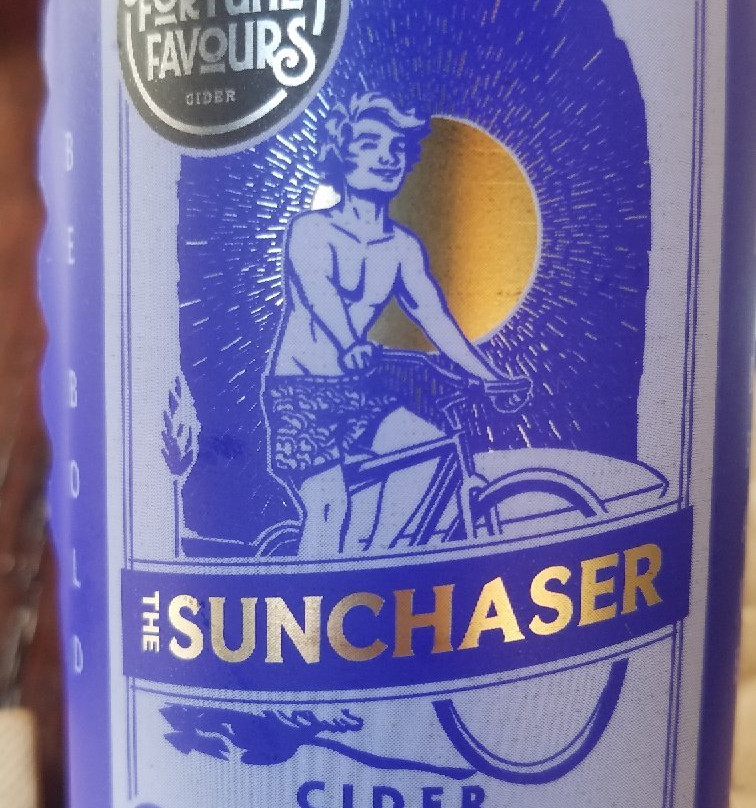 FORTUNE
FAVOURS
CIDER
BE BOLD
THE SUNCHASER
CIDER